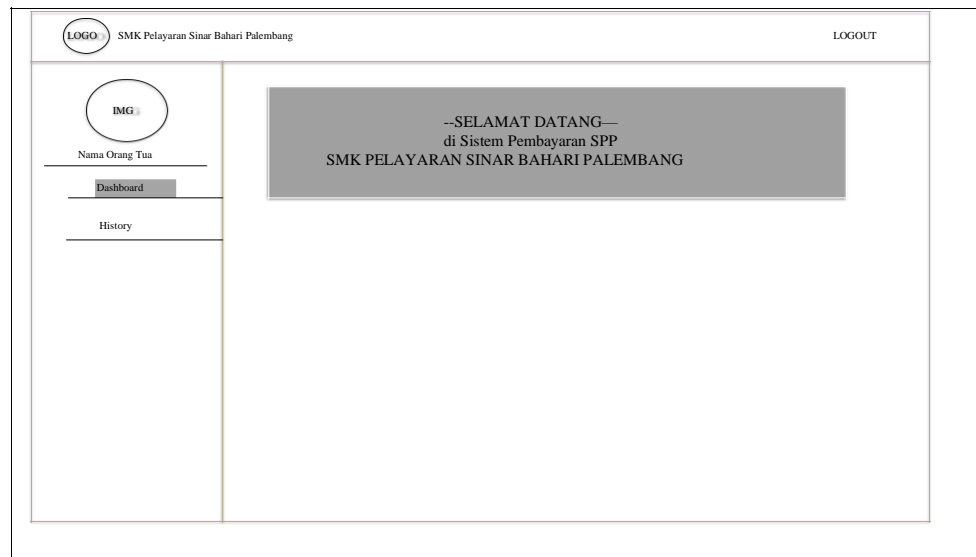 LOGO
SMK Pelayaran Sinar Bahari Palembang
LOGOUT
IMG
Nama Orang Tua
Dashboard
History
--SELAMAT DATANG—
di Sistem Pembayaran SPP
SMK PELAYARAN SINAR BAHARI PALEMBANG